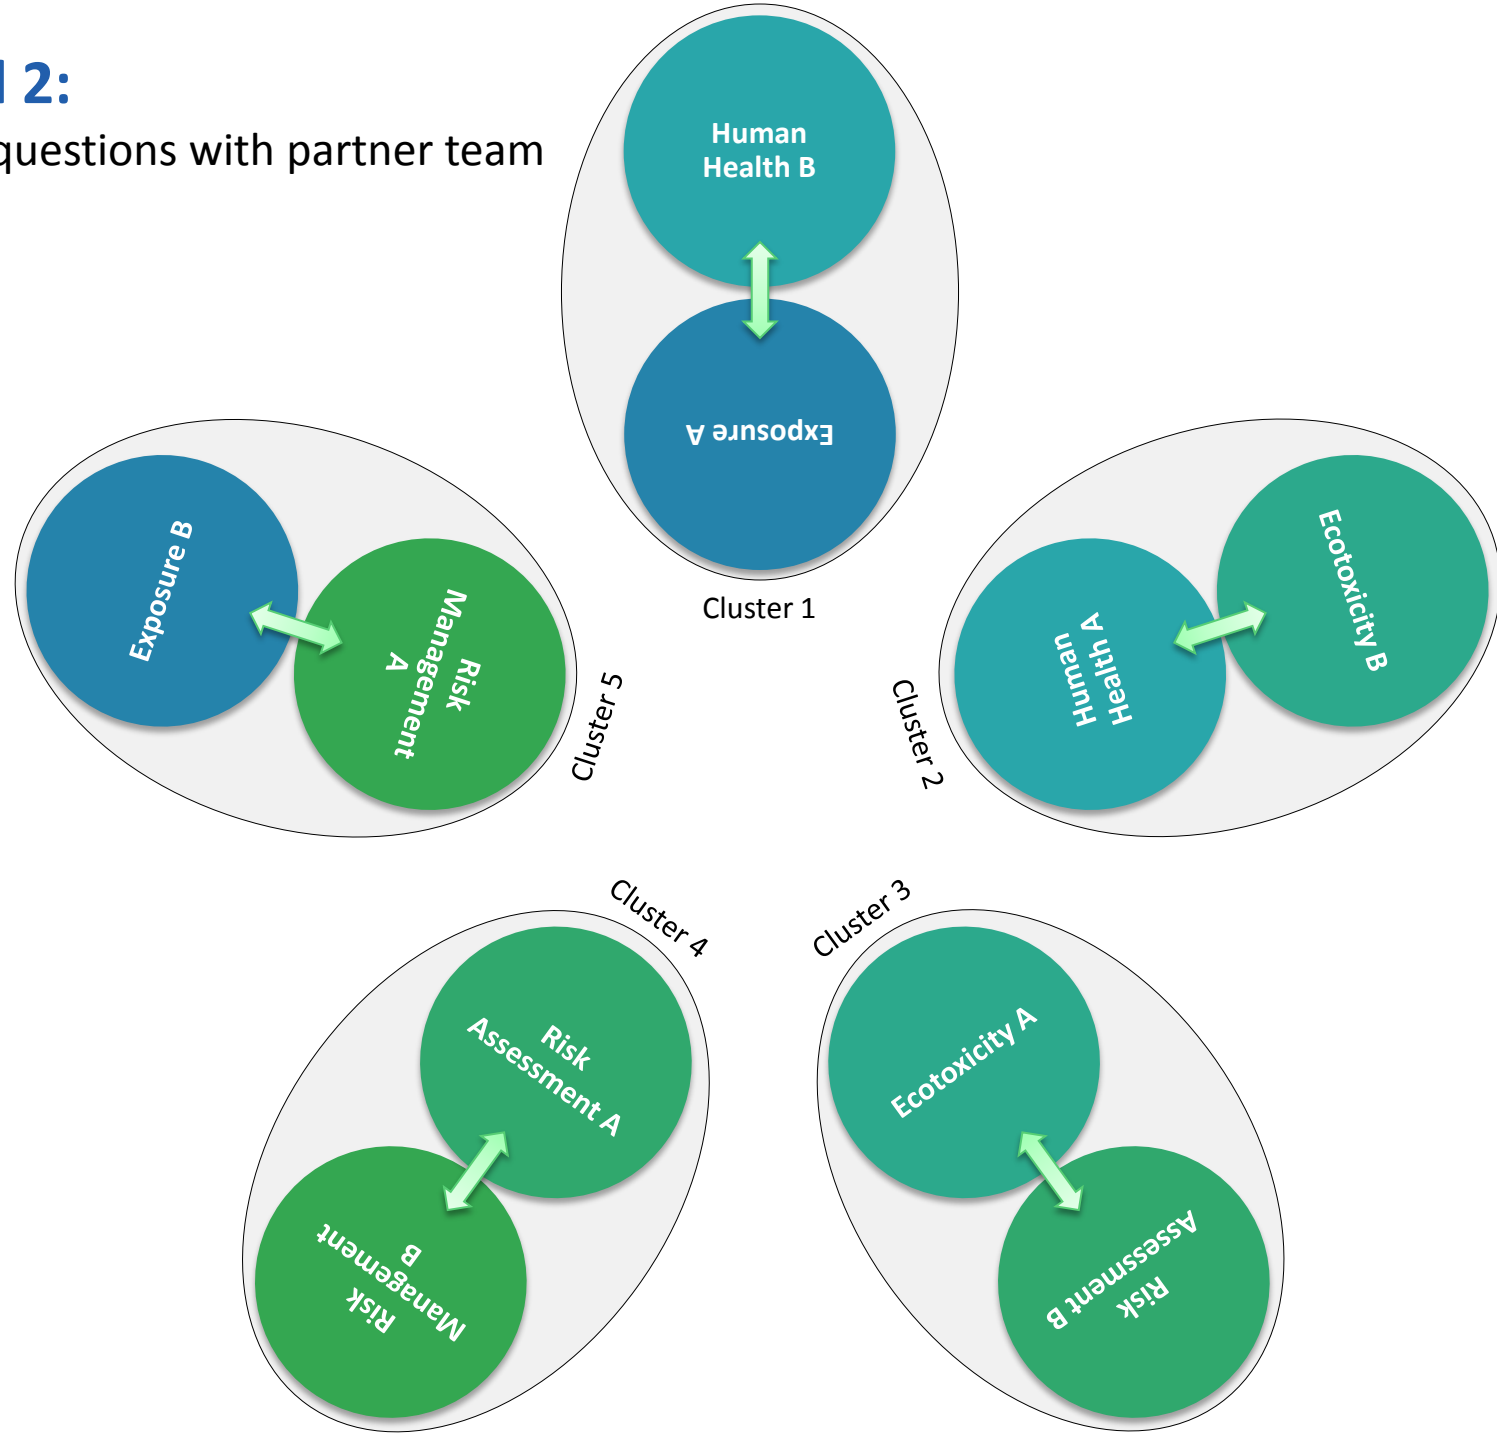 2:
questions with partner team
Human
Health B
Exposure A
Cluster 1
Ecotoxicity B
Human
Health A
Cluster 2
Cluster 3
Ecotoxicity A
Risk
Assessment B
Cluster 4
Risk
Assessment A
Risk
Management
B
Cluster 5
Exposure B
Risk
Management
A